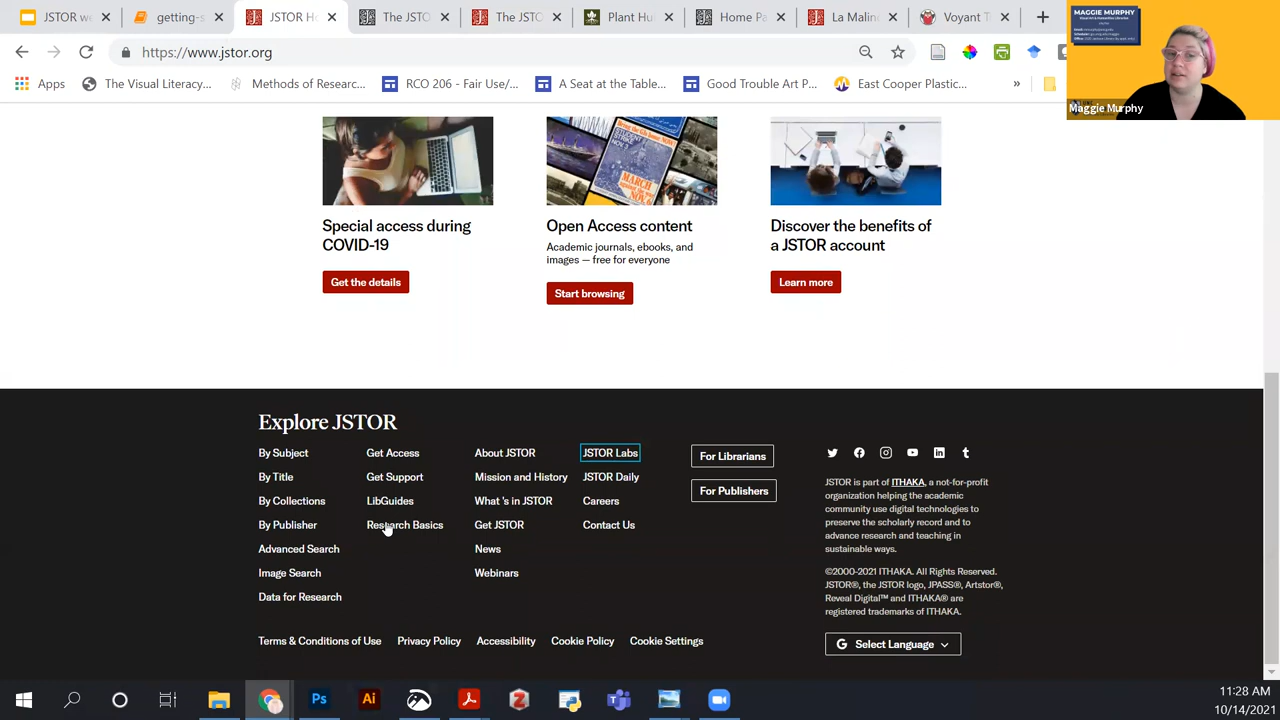 JSTOR w
getting-
JSTOR H
The JST
Plant H
Home P
Voyant T
https://www.jstor.org
Apps
The Visual Literacy...
Methods of Resear...
RCO 206 - Fair Use/...
A Seat at the Table...
Good Trouble Art P...
East Cooper Plastic...
»
MAGGIE MURPHY
Visual Art & Humanities Librarian
Maggie Murphy
Special access during
COVID-19
Get the details
Open Access content
Academic journals, ebooks, and
images — free for everyone
Start browsing
Discover the benefits of
a JSTOR account
Learn more
Explore JSTOR
By Subject
By Title
By Collections
By Publisher
Advanced Search
Image Search
Data for Research
Get Access
Get Support
LibGuides
Research Basics
About JSTOR
Mission and History
What 's in JSTOR
Get JSTOR
News
Webinars
JSTOR Labs
JSTOR Daily
Careers
Contact Us
For Librarians
For Publishers
JSTOR is part of ITHAKA, a not-for-profit
organization helping the academic
community use digital technologies to
preserve the scholarly record and to
advance research and teaching in
sustainable ways.
©2000-2021 ITHAKA. All Rights Reserved.
JSTOR®, the JSTOR logo, JPASS®, Artstor®,
Reveal Digital™ and ITHAKA® are
registered trademarks of ITHAKA.
Select Language
Terms & Conditions of Use
Privacy Policy
Accessibility
Cookie Policy
Cookie Settings
11:28 AM
10/14/2021